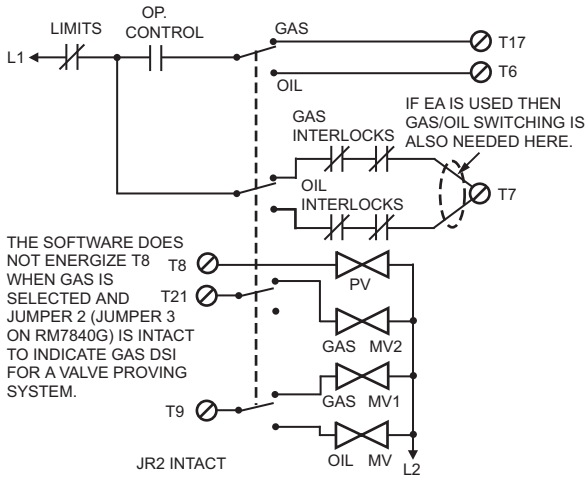 LIMITS
OP.
CONTROL
GAS
L1
T17
T6
OIL
GAS
INTERLOCKS
IF EA IS USED THEN
GAS/OIL SWITCHING IS
ALSO NEEDED HERE.
OIL
INTERLOCKS
T7
THE SOFTWARE DOES
NOT ENERGIZE T8
WHEN GAS IS
SELECTED AND
JUMPER 2 (JUMPER 3
ON RM7840G) IS INTACT
TO INDICATE GAS DSI
FOR A VALVE PROVING
SYSTEM.
T8
PV
T21
GAS MV2
GAS MV1
T9
OIL MV
L2
JR2 INTACT